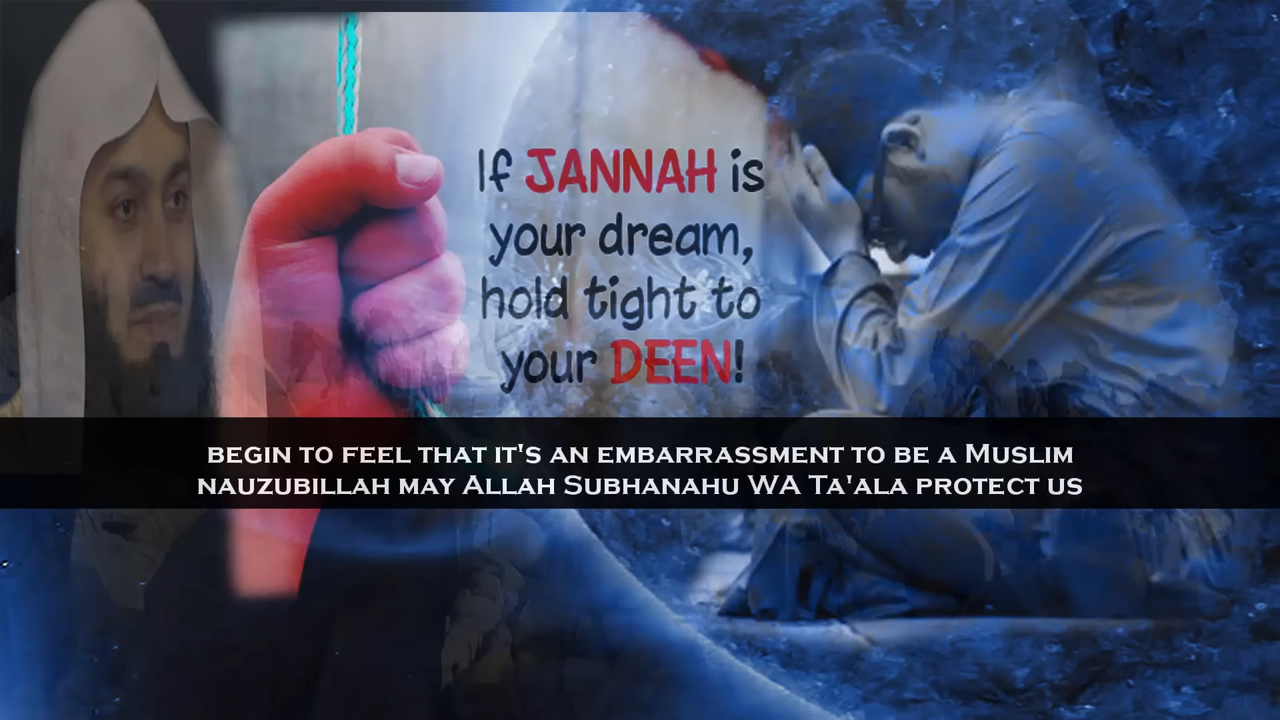 If JANNAH is
your dream,
hold tight to
your DEEN!
BEGIN TO FEEL THAT IT'S AN EMBARRASSMENT TO BE A MUSLIM
NAUZUBILLAH MAY ALLAH SUBHANAHU WA TA'ALA PROTECT US